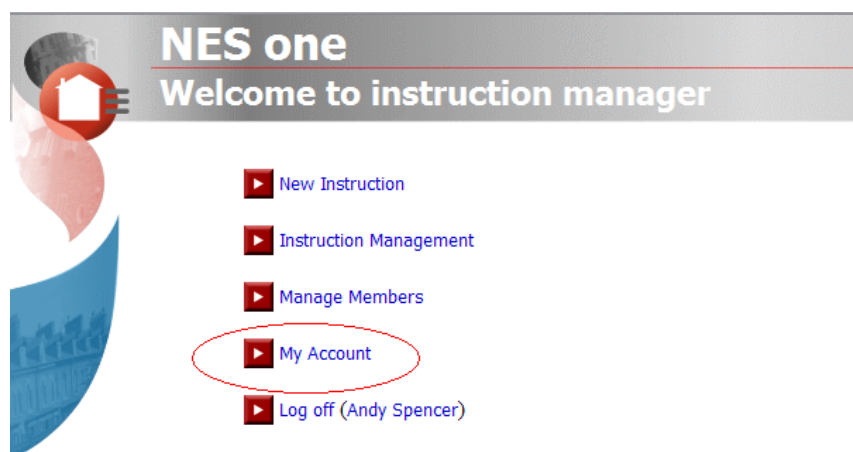 NES one
Welcome to instruction manager
New Instruction
Instruction Management
Manage Members
My Account
Log off (Andy Spencer)